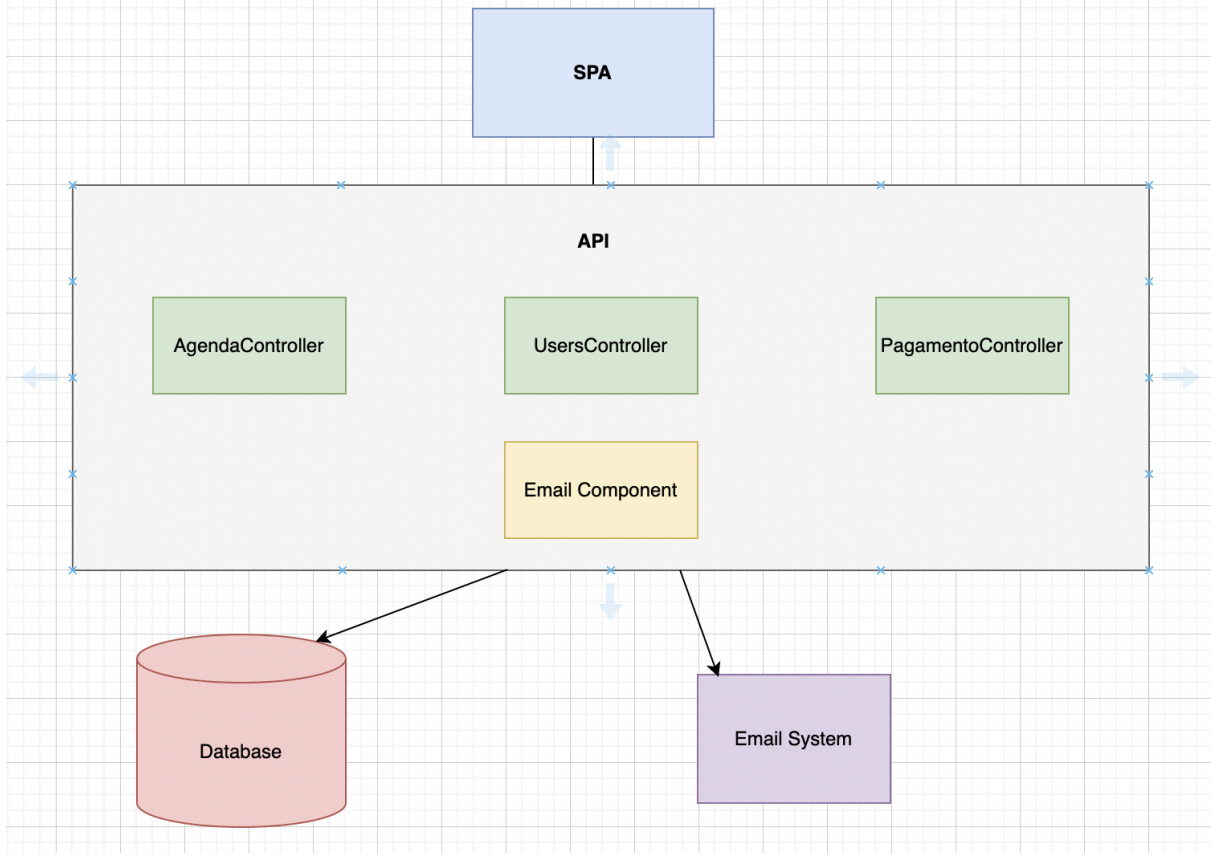 SPA
API
AgendaController
UsersController
PagamentoController
Email Component
Database
Email System